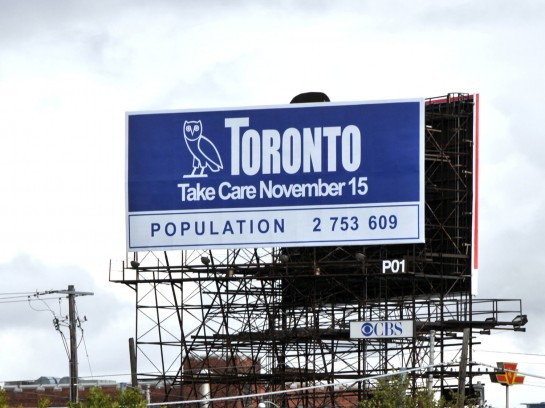 TORONTO
Take Care November 15
POPULATION 2 753 609
P01
CBS